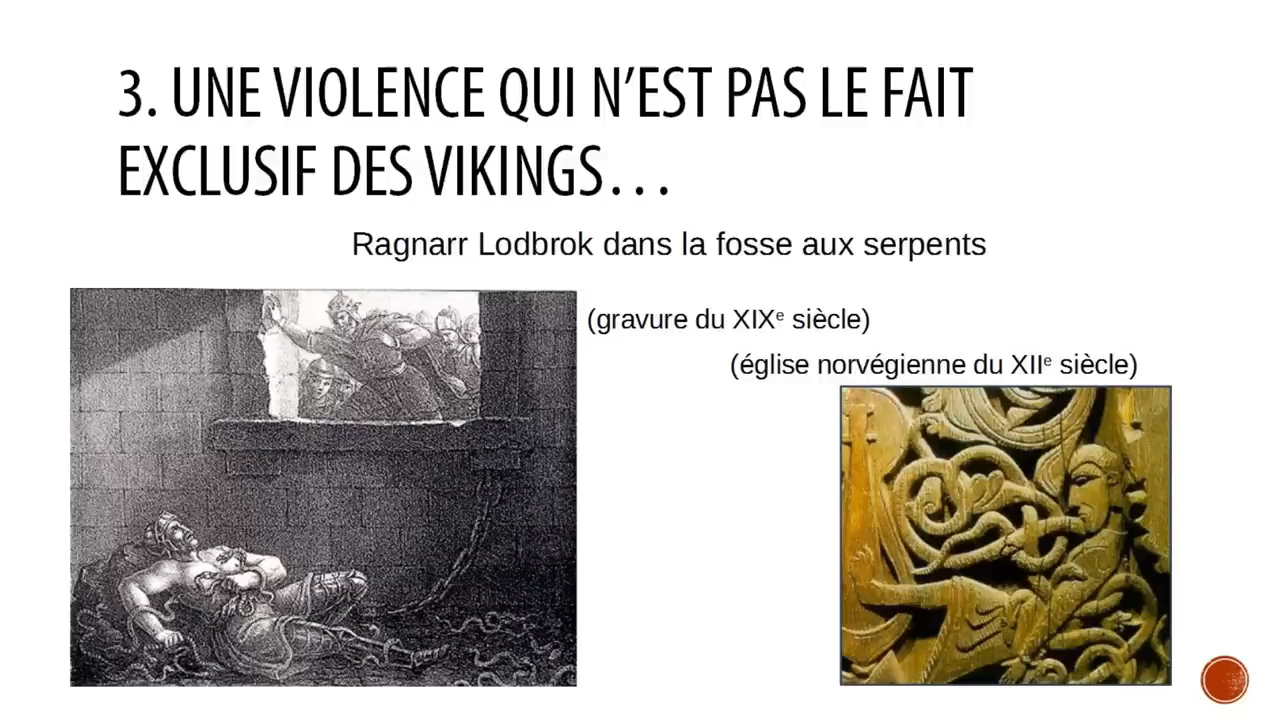 3. UNE VIOLENCE QUI N’EST PAS LE FAIT
EXCLUSIF DES VIKINGS…
Ragnarr Lodbrok dans la fosse aux serpents
(gravure du XIXᵉ siècle)
(église norvégienne du XIIᵉ siècle)